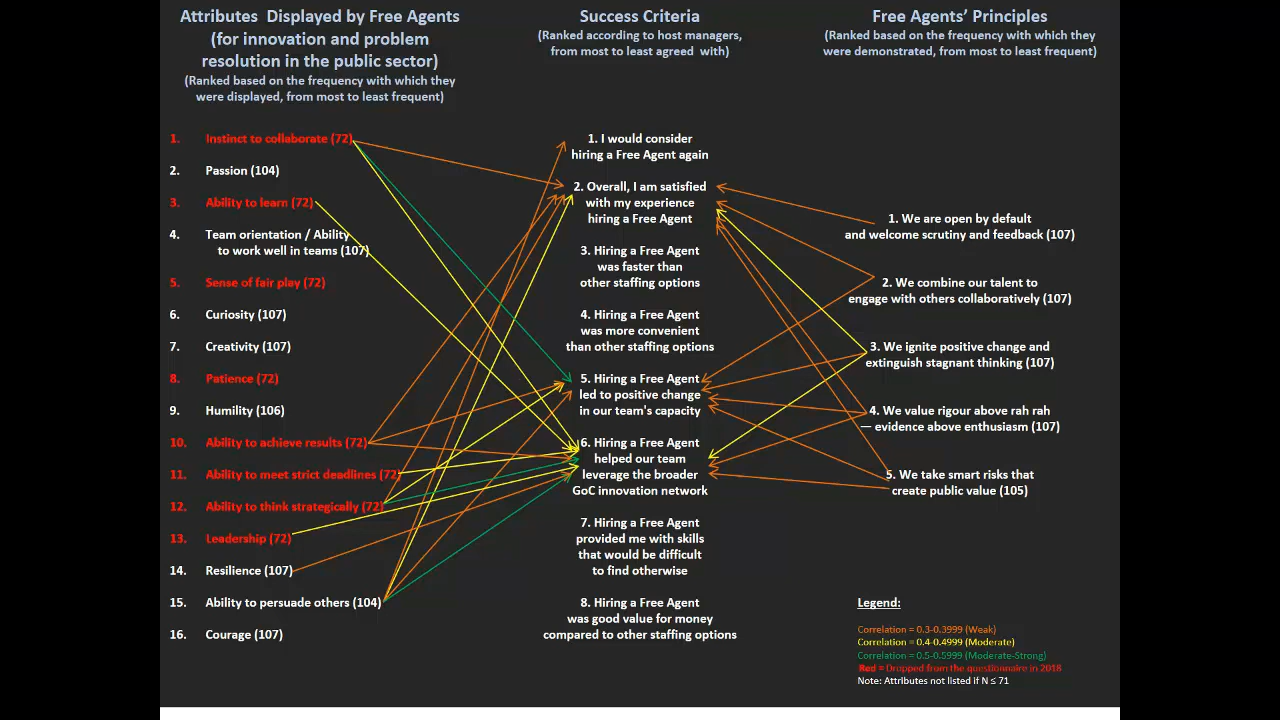 Attributes Displayed by Free Agents
(for innovation and problem
resolution in the public sector)
(Ranked based on the frequency with which they
were displayed, from most to least frequent)
1. Instinct to collaborate (72)
2. Passion (104)
3. Ability to learn (72)
4. Team orientation / Ability
to work well in teams (107)
5. Sense of fair play (72)
6. Curiosity (107)
7. Creativity (107)
8. Patience (72)
9. Humility (106)
10. Ability to achieve results (72)
11. Ability to meet strict deadlines (72)
12. Ability to think strategically (72)
13. Leadership (72)
14. Resilience (107)
15. Ability to persuade others (104)
16. Courage (107)
Success Criteria
(Ranked according to host managers,
from most to least agreed with)
1. I would consider
hiring a Free Agent again
2. Overall, I am satisfied
with my experience
hiring a Free Agent
3. Hiring a Free Agent
was faster than
other staffing options
4. Hiring a Free Agent
was more convenient
than other staffing options
5. Hiring a Free Agent
led to positive change
in our team's capacity
6. Hiring a Free Agent
helped our team
leverage the broader
GoC innovation network
7. Hiring a Free Agent
provided me with skills
that would be difficult
to find otherwise
8. Hiring a Free Agent
was good value for money
compared to other staffing options
Free Agents’ Principles
(Ranked based on the frequency with which they
were demonstrated, from most to least frequent)
1. We are open by default
and welcome scrutiny and feedback (107)
2. We combine our talent to
engage with others collaboratively (107)
3. We ignite positive change and
extinguish stagnant thinking (107)
4. We value rigour above rah rah
— evidence above enthusiasm (107)
5. We take smart risks that
create public value (105)
Legend:
Correlation = 0.3-0.3999 (Weak)
Correlation = 0.4-0.4999 (Moderate)
Correlation = 0.5-0.5999 (Moderate-Strong)
Red = Dropped from the questionnaire in 2018
Note: Attributes not listed if N ≤ 71